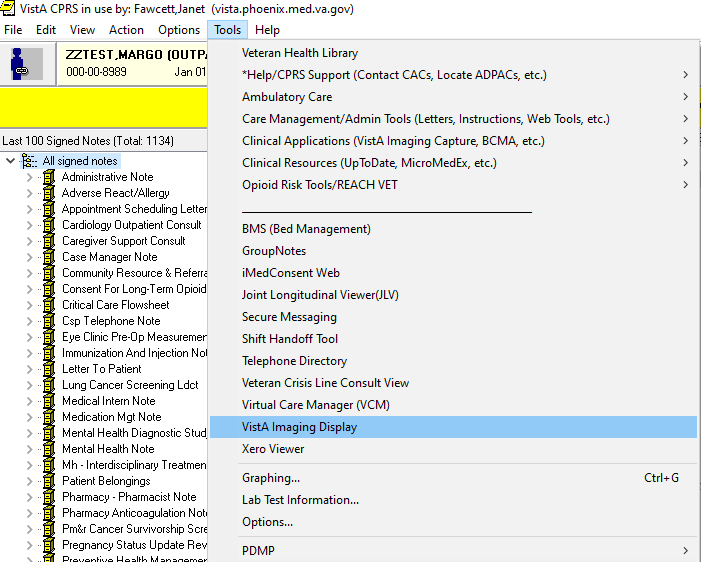 VistA CPRS in use by: Fawcett,Janet (vista.phoenix.med.va.gov)
File Edit View Action Options Tools Help
ZZTEST,MARGO (OUTPA
000-00-8989 Jan 01
Last 100 Signed Notes (Total: 1134)
All signed notes
Administrative Note
Adverse React/Allergy
Appointment Scheduling Letter
Cardiology Outpatient Consult
Caregiver Support Consult
Case Manager Note
Community Resource & Referra
Consent For Long-Term Opioid
Critical Care Flowsheet
Csp Telephone Note
Eye Clinic Pre-Op Measuremen
Immunization And Injection Not
Letter To Patient
Lung Cancer Screening Ldct
Medical Intern Note
Medication Mgt Note
Mental Health Diagnostic Stud
Mental Health Note
Mh - Interdisciplinary Treatmen
Patient Belongings
Pharmacy - Pharmacist Note
Pharmacy Anticoagulation Note
Pm&r Cancer Survivorship Scre
Pregnancy Status Update Rev
Preventive Health Managemen
Veteran Health Library
*Help/CPRS Support (Contact CACs, Locate ADPACs, etc.)
Ambulatory Care
Care Management/Admin Tools (Letters, Instructions, Web Tools, etc.)
Clinical Applications (VistA Imaging Capture, BCMA, etc.)
Clinical Resources (UpToDate, MicroMedEx, etc.)
Opioid Risk Tools/REACH VET
BMS (Bed Management)
GroupNotes
iMedConsent Web
Joint Longitudinal Viewer(JLV)
Secure Messaging
Shift Handoff Tool
Telephone Directory
Veteran Crisis Line Consult View
Virtual Care Manager (VCM)
VistA Imaging Display
Xero Viewer
Graphing... Ctrl+G
Lab Test Information...
Options...
PDMP